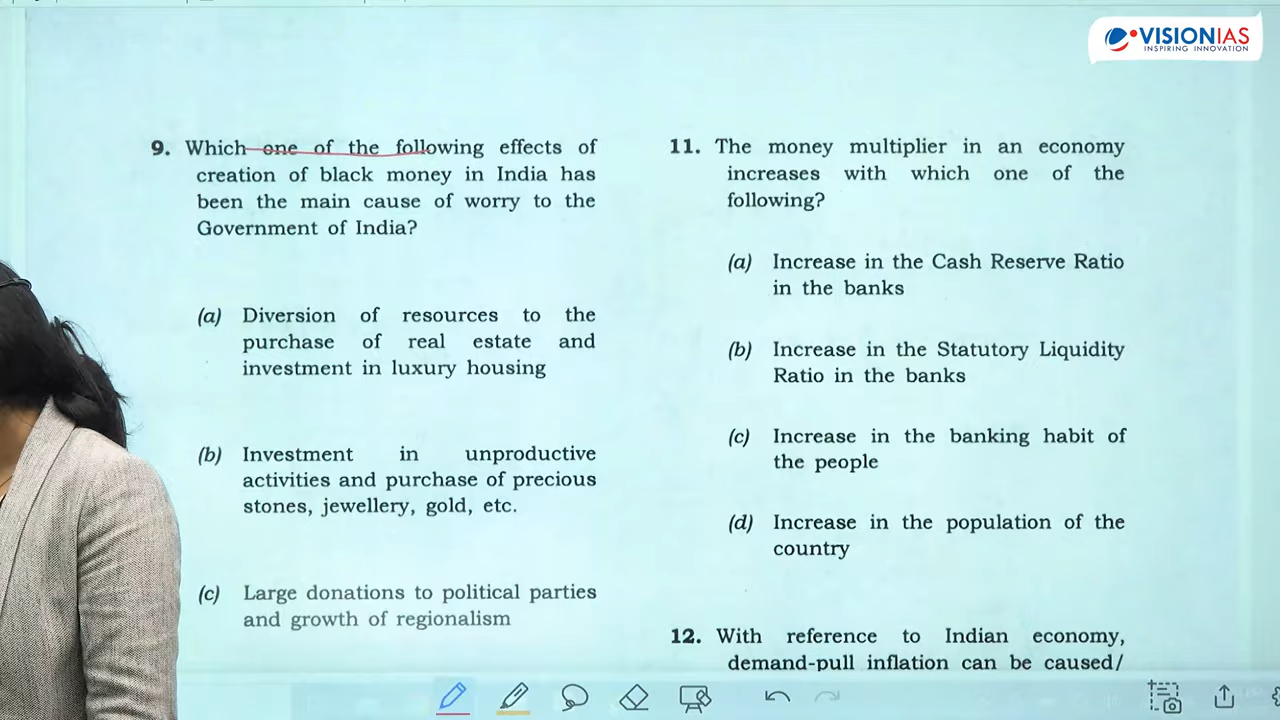 VISIONIAS
INSPIRING INNOVATION
9. Which one of the following effects of
creation of black money in India has
been the main cause of worry to the
Government of India?
(a) Diversion of resources to the
purchase of real estate and
investment in luxury housing
(b) Investment in unproductive
activities and purchase of precious
stones, jewellery, gold, etc.
(c) Large donations to political parties
and growth of regionalism
11. The money multiplier in an economy
increases with which one of the
following?
(a) Increase in the Cash Reserve Ratio
in the banks
(b) Increase in the Statutory Liquidity
Ratio in the banks
(c) Increase in the banking habit of
the people
(d) Increase in the population of the
country
12. With reference to Indian economy,
demand-pull inflation can be caused/